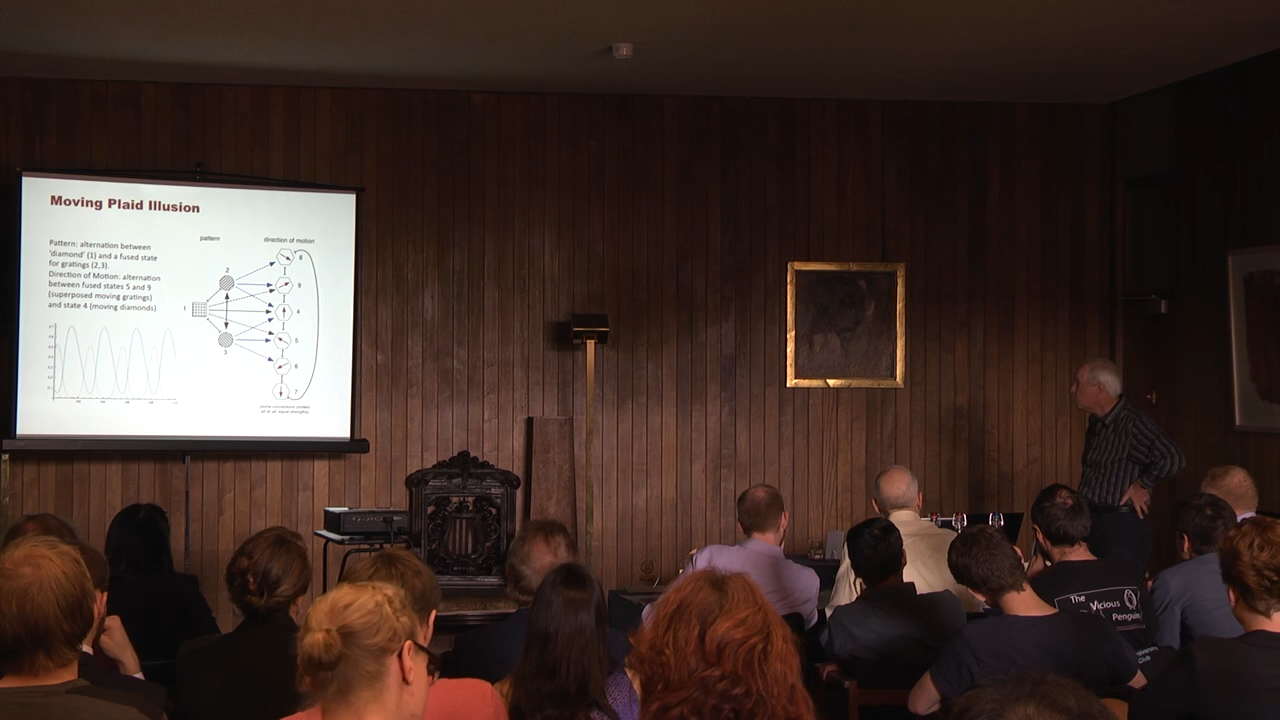 Moving Plaid Illusion
Pattern: alternation between
'diamond' (1) and a fused state
for gratings (2,3).
Direction of Motion: alternation
between fused states 5 and 9
(superposed moving gratings)
and state 4 (moving diamonds)
pattern
direction of motion
8
2
9
1
4
5
3
6
7
The
Vicious
Penguin